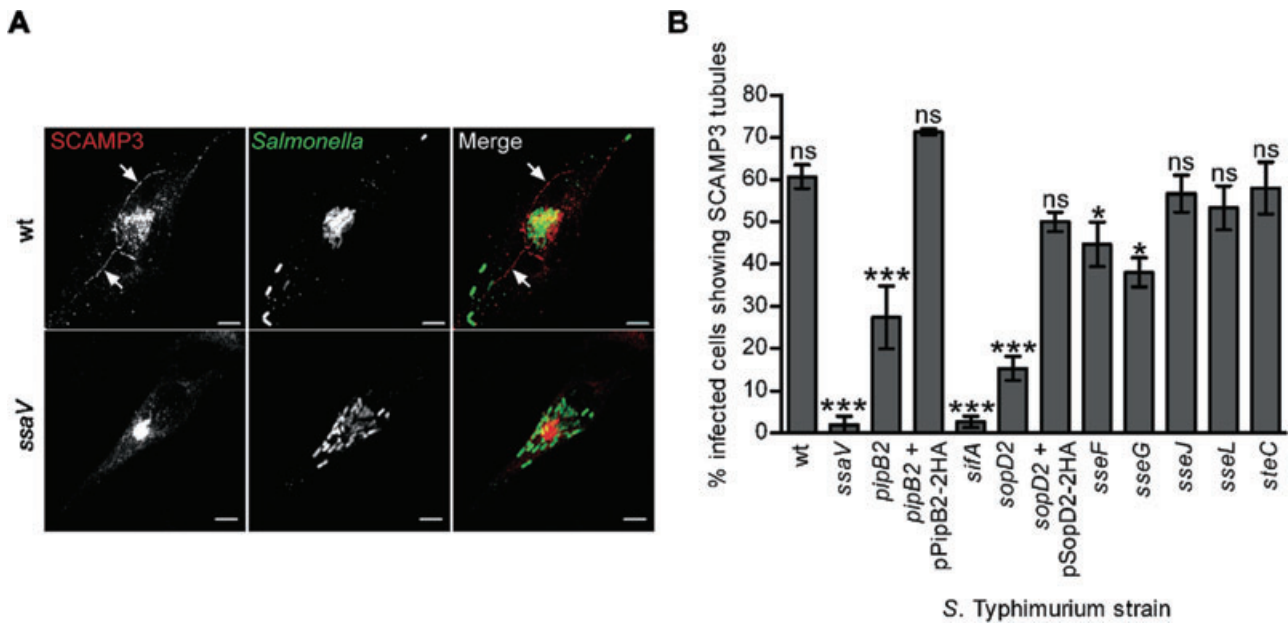 A
SCAMP3
Salmonella
Merge
wt
ssaV
B
% infected cells showing SCAMP3 tubules
80
70
60
50
40
30
20
10
0
ns
***
***
ns
***
***
ns
*
*
ns
ns
ns
wt
ssaV
pipB2
pipB2 +
pPipB2-2HA
sifA
sopD2
sopD2 +
pSopD2-2HA
sseF
sseG
sseJ
sseL
steC
S. Typhimurium strain